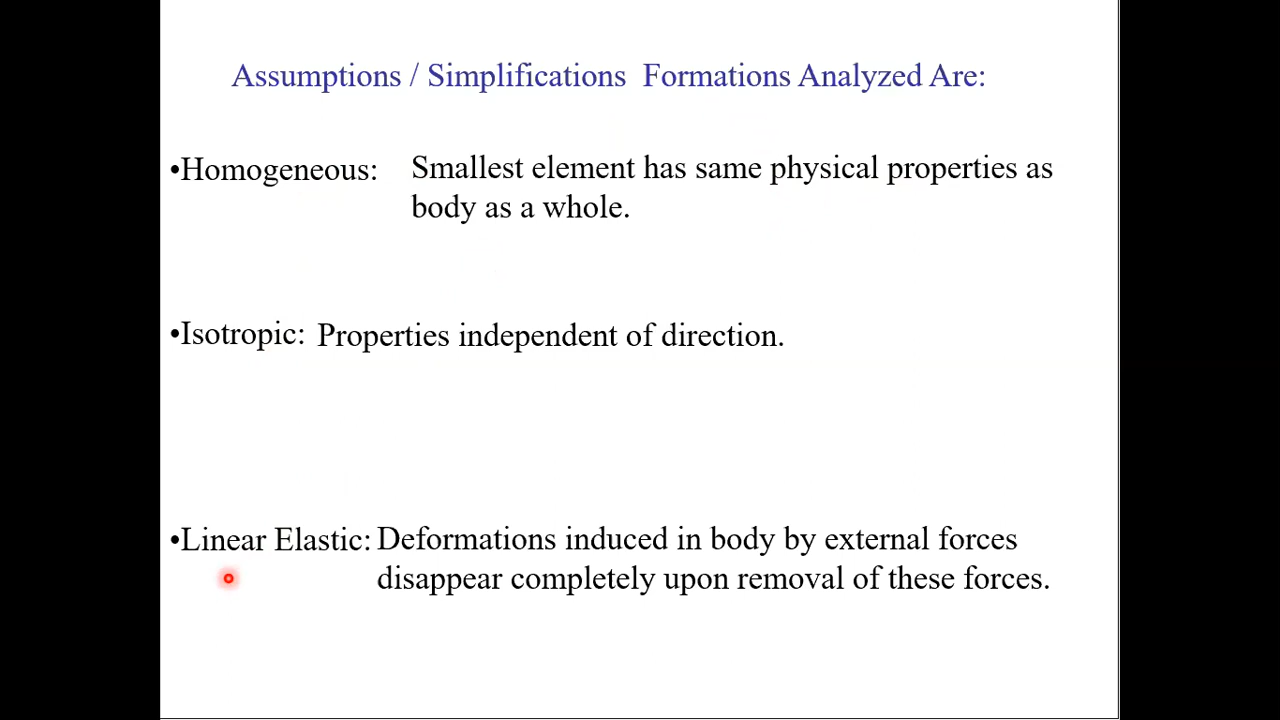 Assumptions / Simplifications Formations Analyzed Are:
•Homogeneous: Smallest element has same physical properties as
body as a whole.
•Isotropic: Properties independent of direction.
•Linear Elastic: Deformations induced in body by external forces
disappear completely upon removal of these forces.